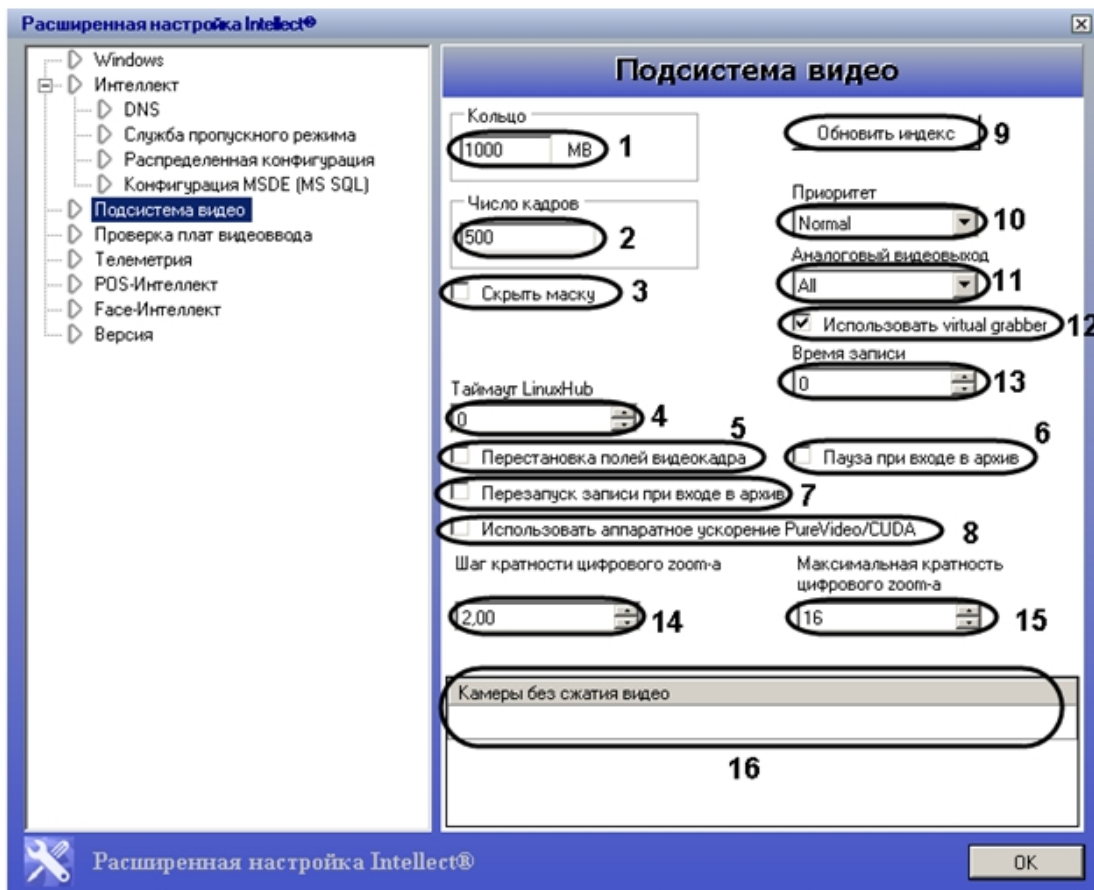 Расширенная настройка Intellect®
Windows
Интеллект
DNS
Служба пропускного режима
Распределенная конфигурация
Конфигурация MSDE (MS SQL)
Подсистема видео
Проверка плат видеоввода
Телеметрия
POS-Интеллект
Face-Интеллект
Версия
Подсистема видео
Кольцо
1000 MB 1
Обновить индекс 9
Число кадров
500 2
Приоритет
Normal 10
Скрыть маску 3
Аналоговый видеовыход
All 11
Использовать virtual grabber 12
Время записи
0 13
Таймаут LinuxHub
0 4
Перестановка полей видеокадра 5
Пауза при входе в архив 6
Перезапуск записи при входе в архив 7
Использовать аппаратное ускорение PureVideo/CUDA 8
Шаг кратности цифрового zoom-а
2,00 14
Максимальная кратность
цифрового zoom-а
16 15
Камеры без сжатия видео
16
Расширенная настройка Intellect®
OK